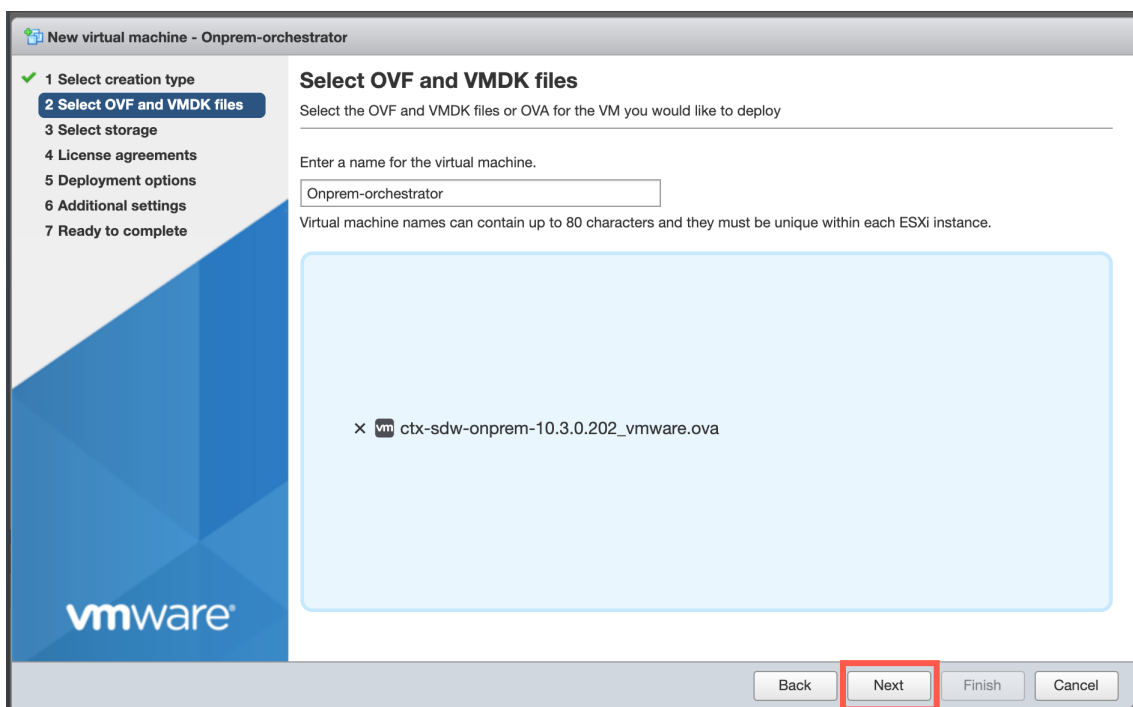 New virtual machine - Onprem-orchestrator
1 Select creation type
2 Select OVF and VMDK files
3 Select storage
4 License agreements
5 Deployment options
6 Additional settings
7 Ready to complete
vmware®
Select OVF and VMDK files
Select the OVF and VMDK files or OVA for the VM you would like to deploy
Enter a name for the virtual machine.
Onprem-orchestrator
Virtual machine names can contain up to 80 characters and they must be unique within each ESXi instance.
vm ctx-sdw-onprem-10.3.0.202_vmware.ova
Back Next Finish Cancel